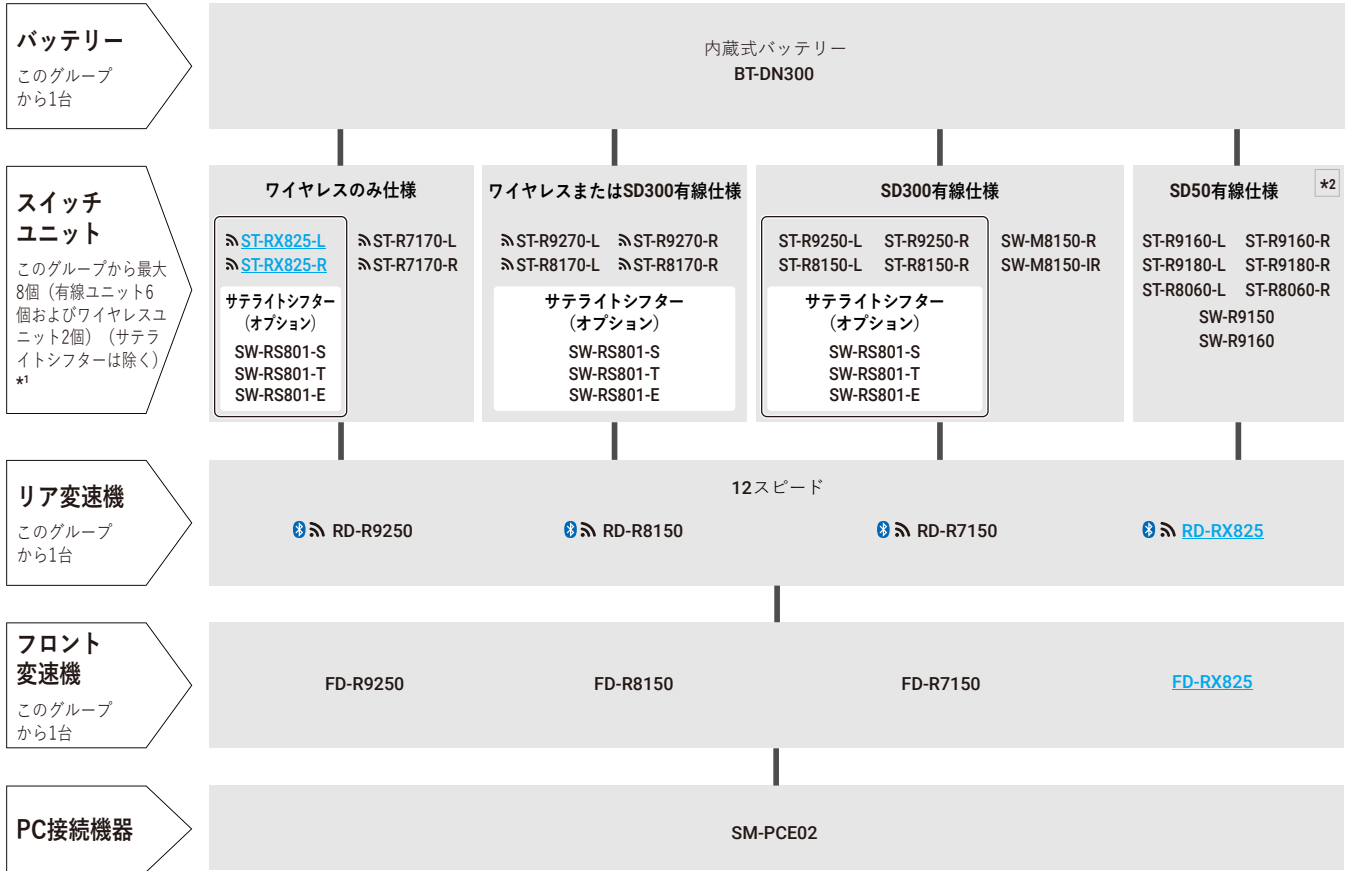 バッテリー
このグループ
から1台
内蔵式バッテリー
BT-DN300
スイッチ
ユニット
このグループから最大
8個（有線ユニット6
個およびワイヤレスユ
ニット2個）（サテラ
イトシフターは除く）
*1
ワイヤレスのみ仕様
ST-RX825-L ST-R7170-L
ST-RX825-R ST-R7170-R
サテライトシフター
（オプション）
SW-RS801-S
SW-RS801-T
SW-RS801-E
ワイヤレスまたはSD300有線仕様
ST-R9270-L ST-R9270-R
ST-R8170-L ST-R8170-R
サテライトシフター
（オプション）
SW-RS801-S
SW-RS801-T
SW-RS801-E
SD300有線仕様
ST-R9250-L ST-R9250-R SW-M8150-R
ST-R8150-L ST-R8150-R SW-M8150-IR
サテライトシフター
（オプション）
SW-RS801-S
SW-RS801-T
SW-RS801-E
SD50有線仕様 *2
ST-R9160-L ST-R9160-R
ST-R9180-L ST-R9180-R
ST-R8060-L ST-R8060-R
SW-R9150
SW-R9160
リア変速機
このグループ
から1台
12スピード
RD-R9250 RD-R8150 RD-R7150 RD-RX825
フロント
変速機
このグループ
から1台
FD-R9250 FD-R8150 FD-R7150 FD-RX825
PC接続機器
SM-PCE02